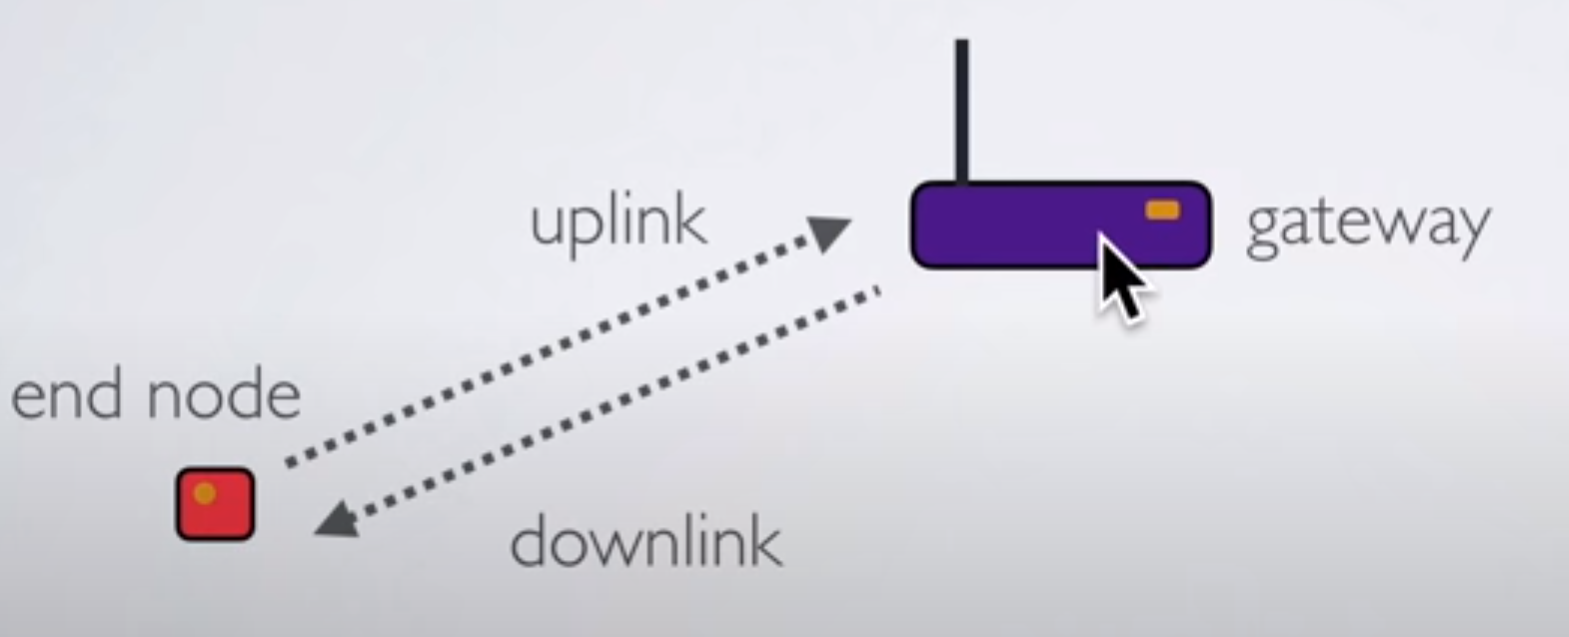 uplink
gateway
end node
downlink